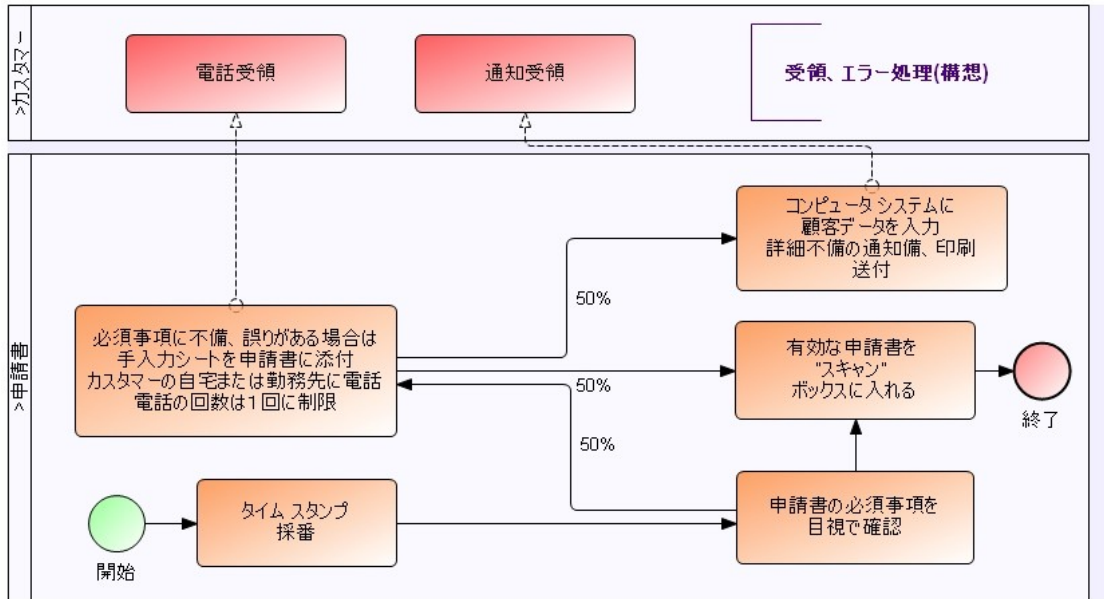 >カスタマー
電話受領
通知受領
受領、エラー処理(構想)
>申請書
コンピュータ システムに
顧客データを入力
詳細不備の通知備、印刷
送付
50%
必須事項に不備、誤りがある場合は
手入力シートを申請書に添付
カスタマーの自宅または勤務先に電話
電話の回数は1回に制限
有効な申請書を
"スキャン"
ボックスに入れる
50%
終了
50%
タイム スタンプ
採番
申請書の必須事項を
目視で確認
開始